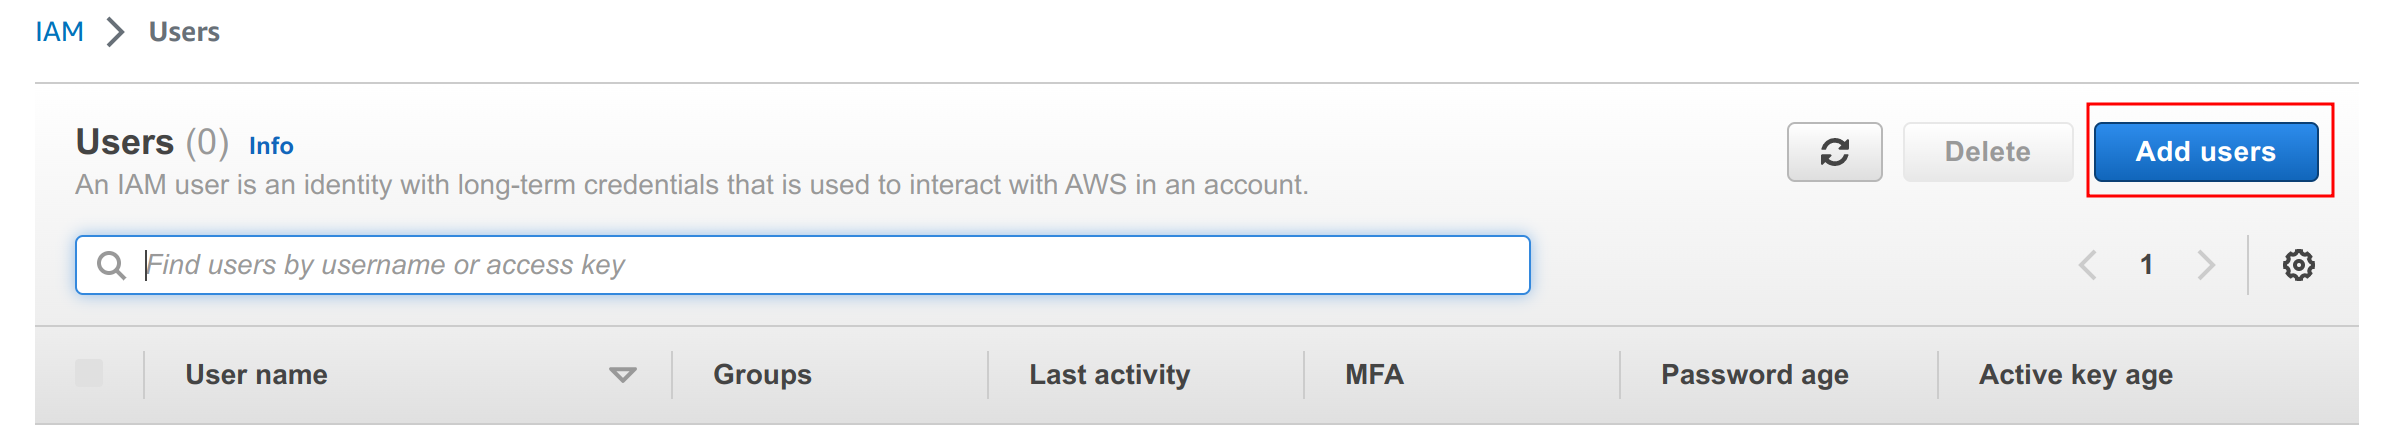 IAM > Users
Users (0) Info
Delete
Add users
An IAM user is an identity with long-term credentials that is used to interact with AWS in an account.
Find users by username or access key
1
User name Groups Last activity MFA Password age Active key age